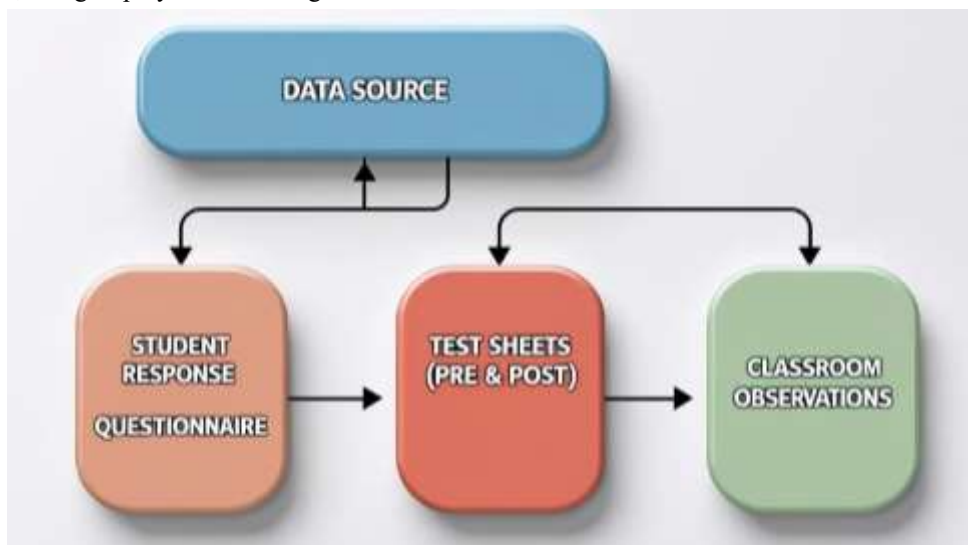 DATA SOURCE
STUDENT
RESPONSE
QUESTIONNAIRE
TEST SHEETS
(PRE & POST)
CLASSROOM
OBSERVATIONS